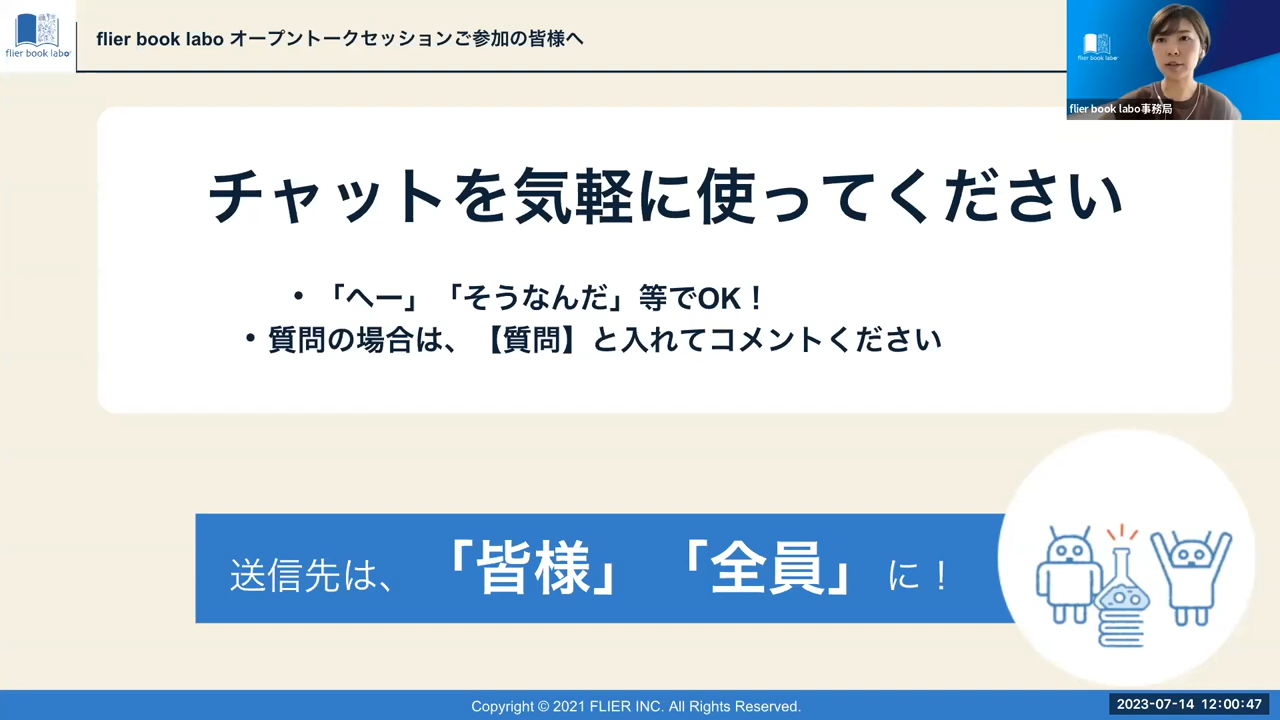 flier book labo
flier book labo オープントークセッションご参加の皆様へ
flier book labo
flier book labo事務局
チャットを気軽に使ってください
• 「へー」「そうなんだ」等でOK！
• 質問の場合は、【質問】と入れてコメントください
送信先は、「皆様」「全員」に！
Copyright © 2021 FLIER INC. All Rights Reserved.
2023-07-14 12:00:47